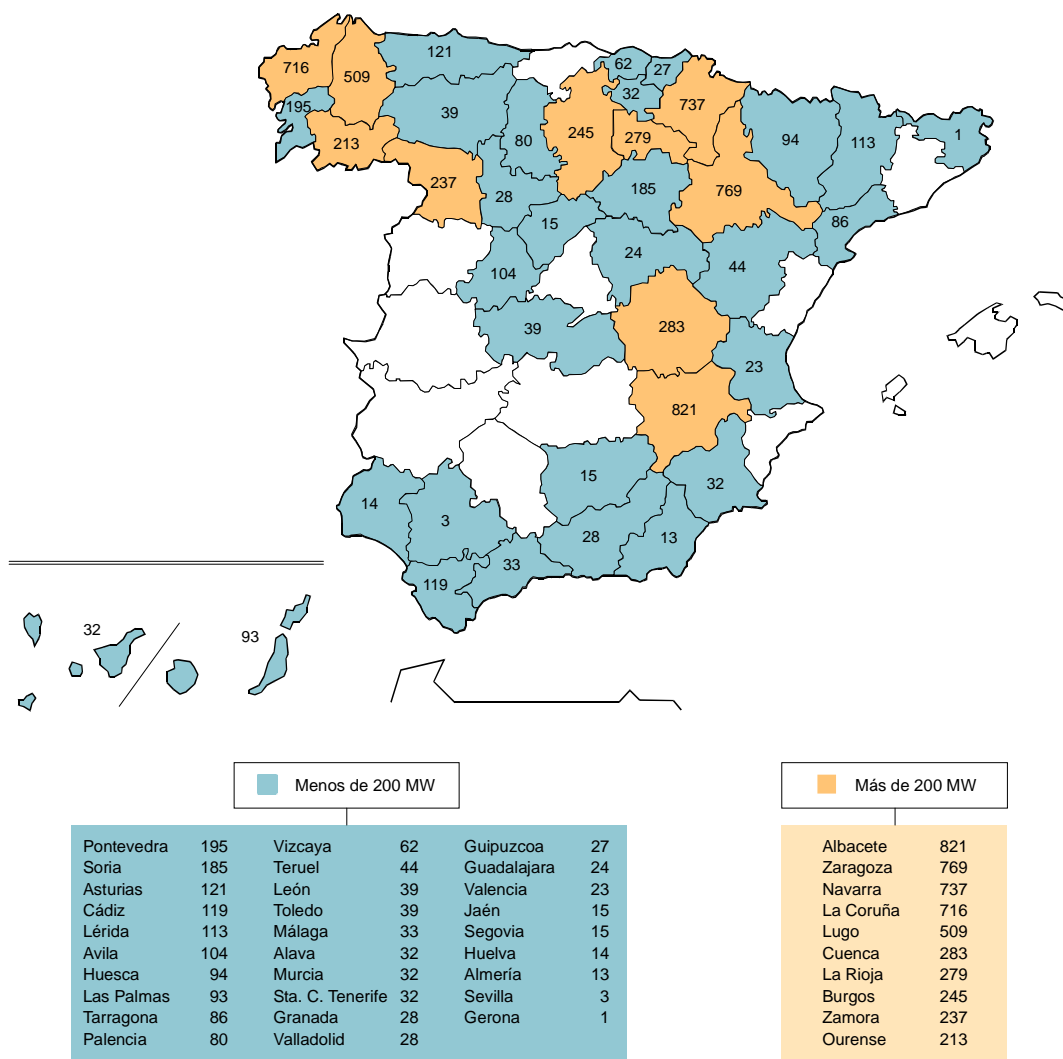 121
62
27
716
509
32
737
195
39
245
279
80
94
113
1
213
237
28
185
769
15
86
24
104
44
39
283
23
821
15
32
14
3
28
13
33
119
32
93
Menos de 200 MW
Pontevedra 195 Vizcaya 62 Guipuzcoa 27
Soria 185 Teruel 44 Guadalajara 24
Asturias 121 León 39 Valencia 23
Cádiz 119 Toledo 39 Jaén 15
Lérida 113 Málaga 33 Segovia 15
Avila 104 Alava 32 Huelva 14
Huesca 94 Murcia 32 Almería 13
Las Palmas 93 Sta. C. Tenerife 32 Sevilla 3
Tarragona 86 Granada 28 Gerona 1
Palencia 80 Valladolid 28
Más de 200 MW
Albacete 821
Zaragoza 769
Navarra 737
La Coruña 716
Lugo 509
Cuenca 283
La Rioja 279
Burgos 245
Zamora 237
Ourense 213